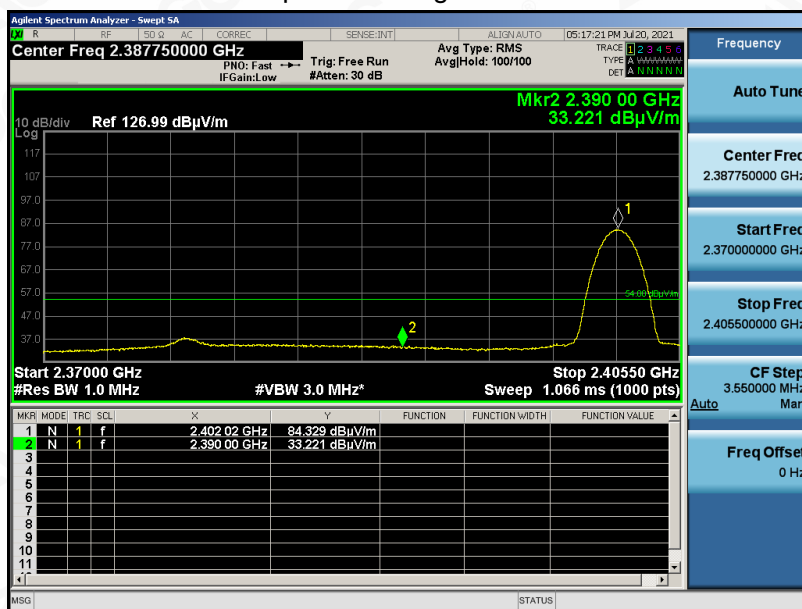 Agilent Spectrum Analyzer - Swept SA
LXI R RF 50 Ω AC CORREC SENSE:INT ALIGN AUTO 05:17:21 PM Jul 20, 2021
Center Freq 2.387750000 GHz
PNO: Fast
IFGain:Low
Trig: Free Run
#Atten: 30 dB
Avg Type: RMS
Avg|Hold: 100/100
TRACE 1 2 3 4 5 6
TYPE A WWWWW
DET A N N N N N
Mkr2 2.390 00 GHz
33.221 dBµV/m
10 dB/div Ref 126.99 dBµV/m
Log
117
107
97.0
87.0
77.0
67.0
57.0
47.0
37.0
1
2
54.00 dBµV/m
Start 2.37000 GHz Stop 2.40550 GHz
#Res BW 1.0 MHz #VBW 3.0 MHz* Sweep 1.066 ms (1000 pts)
MKR MODE TRC SCL X Y FUNCTION FUNCTION WIDTH FUNCTION VALUE
1 N 1 f 2.402 02 GHz 84.329 dBµV/m
2 N 1 f 2.390 00 GHz 33.221 dBµV/m
3
4
5
6
7
8
9
10
11
MSG STATUS
Frequency
Auto Tune
Center Freq
2.387750000 GHz
Start Freq
2.370000000 GHz
Stop Freq
2.405500000 GHz
CF Step
3.550000 MHz
Auto Man
Freq Offset
0 Hz